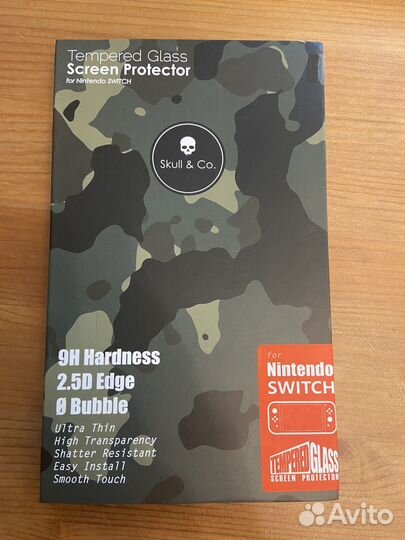 Tempered Glass
Screen Protector
for Nintendo SWITCH
Skull & Co.
9H Hardness
2.5D Edge
Ø Bubble
Ultra Thin
High Transparency
Shatter Resistant
Easy Install
Smooth Touch
for
Nintendo
SWITCH
TEMPERED GLASS
SCREEN PROTECTOR
Avito